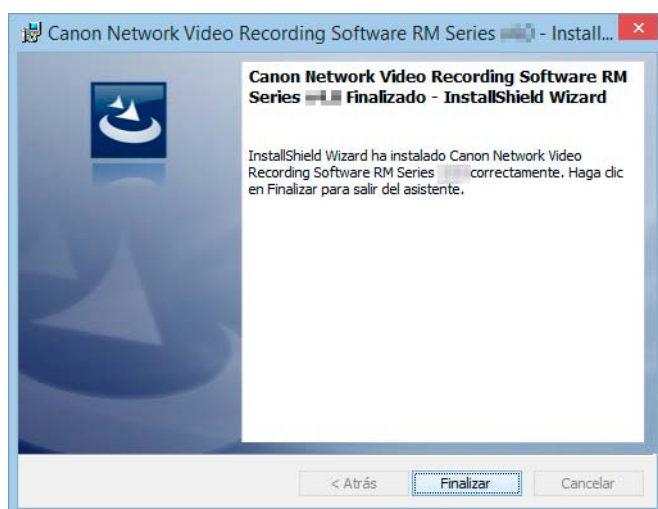 Canon Network Video Recording Software RM Series - Install...
Canon Network Video Recording Software RM
Series Finalizado - InstallShield Wizard
InstallShield Wizard ha instalado Canon Network Video
Recording Software RM Series correctamente. Haga clic
en Finalizar para salir del asistente.
< Atrás Finalizar Cancelar